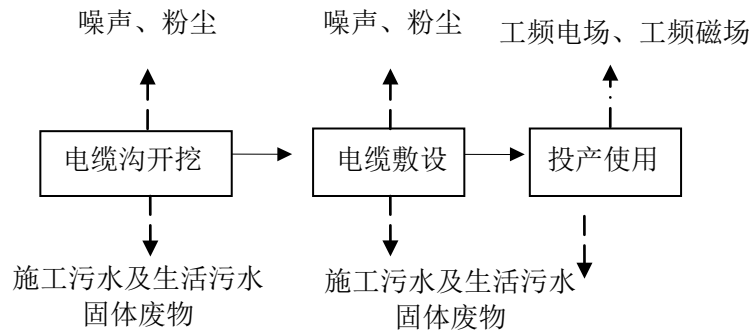 噪声、粉尘
噪声、粉尘
工频电场、工频磁场
电缆沟开挖
电缆敷设
投产使用
施工污水及生活污水
固体废物
施工污水及生活污水
固体废物